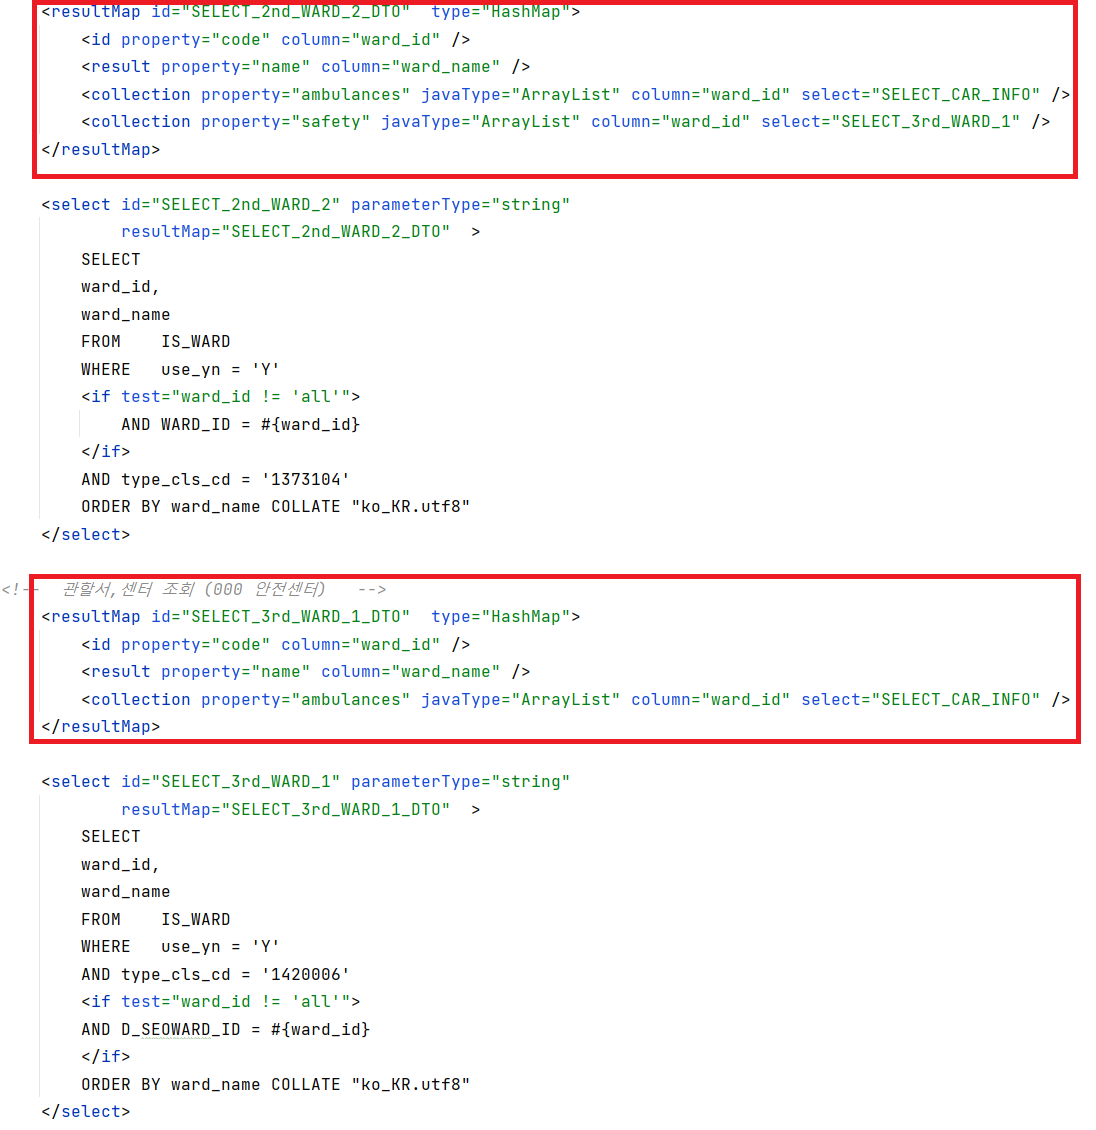 <resultMap id="SELECT_2nd_WARD_2_DTO"  type="HashMap">
    <id property="code" column="ward_id" />
    <result property="name" column="ward_name" />
    <collection property="ambulances" javaType="ArrayList" column="ward_id" select="SELECT_CAR_INFO" />
    <collection property="safety" javaType="ArrayList" column="ward_id" select="SELECT_3rd_WARD_1" />
</resultMap>
<select id="SELECT_2nd_WARD_2" parameterType="string"
        resultMap="SELECT_2nd_WARD_2_DTO"  >
    SELECT
    ward_id,
    ward_name
    FROM    IS_WARD
    WHERE   use_yn = 'Y'
    <if test="ward_id != 'all'">
        AND WARD_ID = #{ward_id}
    </if>
    AND type_cls_cd = '1373104'
    ORDER BY ward_name COLLATE "ko_KR.utf8"
</select>
<!--  관할서,센터 조회 (000 안전센터)   -->
<resultMap id="SELECT_3rd_WARD_1_DTO"  type="HashMap">
    <id property="code" column="ward_id" />
    <result property="name" column="ward_name" />
    <collection property="ambulances" javaType="ArrayList" column="ward_id" select="SELECT_CAR_INFO" />
</resultMap>
<select id="SELECT_3rd_WARD_1" parameterType="string"
        resultMap="SELECT_3rd_WARD_1_DTO"  >
    SELECT
    ward_id,
    ward_name
    FROM    IS_WARD
    WHERE   use_yn = 'Y'
    AND type_cls_cd = '1420006'
    <if test="ward_id != 'all'">
    AND D_SEOWARD_ID = #{ward_id}
    </if>
    ORDER BY ward_name COLLATE "ko_KR.utf8"
</select>